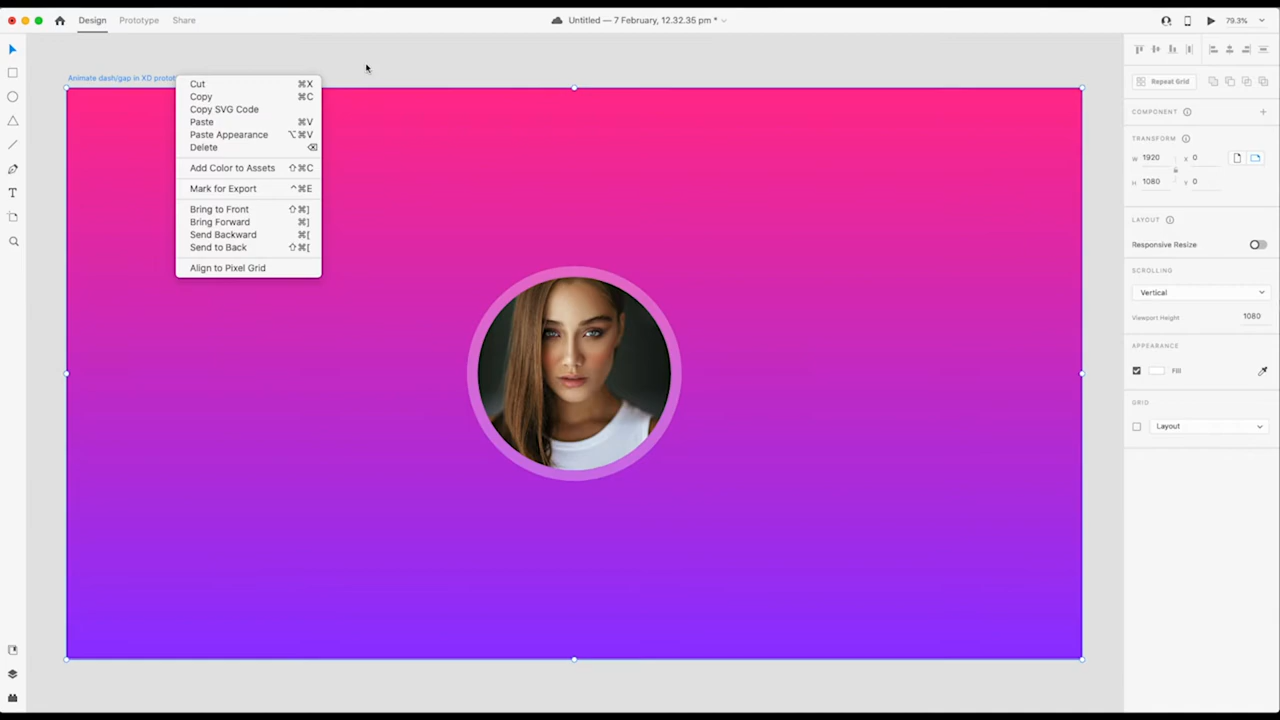 Design Prototype Share
Untitled — 7 February, 12.32.35 pm *
79.3%
Animate dash/gap in XD
Cut ⌘X
Copy ⌘C
Copy SVG Code
Paste ⌘V
Paste Appearance ⌥⌘V
Delete ⌫
Add Color to Assets ⇧⌘C
Mark for Export ^⌘E
Bring to Front ⇧⌘]
Bring Forward ⌘]
Send Backward ⌘[
Send to Back ⇧⌘[
Align to Pixel Grid
Repeat Grid
COMPONENT
TRANSFORM
W 1920 X 0
H 1080 Y 0
LAYOUT
Responsive Resize
SCROLLING
Vertical
Viewport Height 1080
APPEARANCE
Fill
GRID
Layout